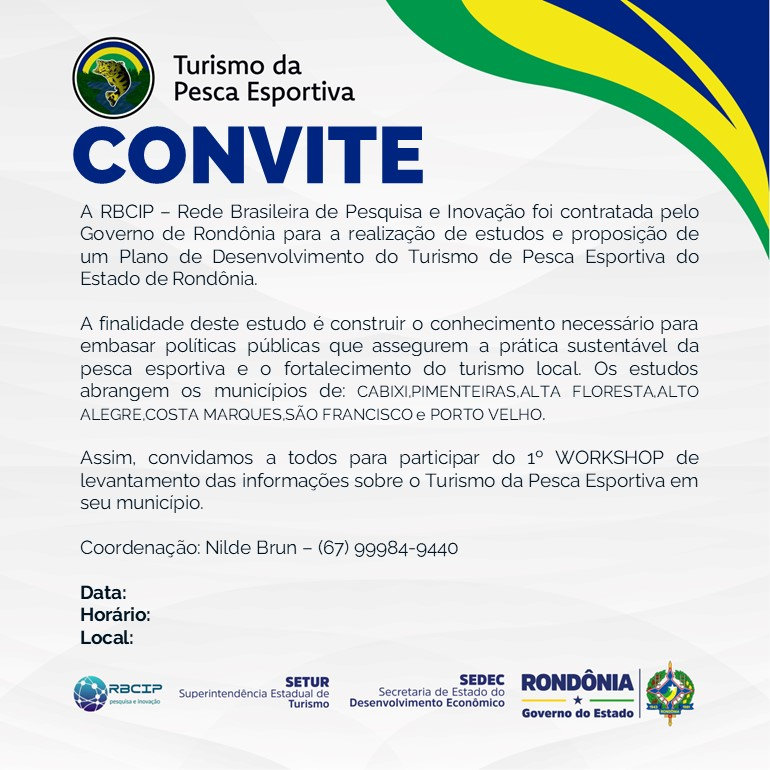 Turismo da
Pesca Esportiva
CONVITE
A RBCIP – Rede Brasileira de Pesquisa e Inovação foi contratada pelo
Governo de Rondônia para a realização de estudos e proposição de
um Plano de Desenvolvimento do Turismo de Pesca Esportiva do
Estado de Rondônia.
A finalidade deste estudo é construir o conhecimento necessário para
embasar políticas públicas que assegurem a prática sustentável da
pesca esportiva e o fortalecimento do turismo local. Os estudos
abrangem os municípios de: CABIXI,PIMENTEIRAS,ALTA FLORESTA,ALTO
ALEGRE,COSTA MARQUES,SÃO FRANCISCO e PORTO VELHO.
Assim, convidamos a todos para participar do 1º WORKSHOP de
levantamento das informações sobre o Turismo da Pesca Esportiva em
seu município.
Coordenação: Nilde Brun – (67) 99984-9440
Data:
Horário:
Local:
RBCIP
pesquisa e inovação
SETUR
Superintendência Estadual de
Turismo
SEDEC
Secretaria de Estado do
Desenvolvimento Econômico
RONDÔNIA
Governo do Estado